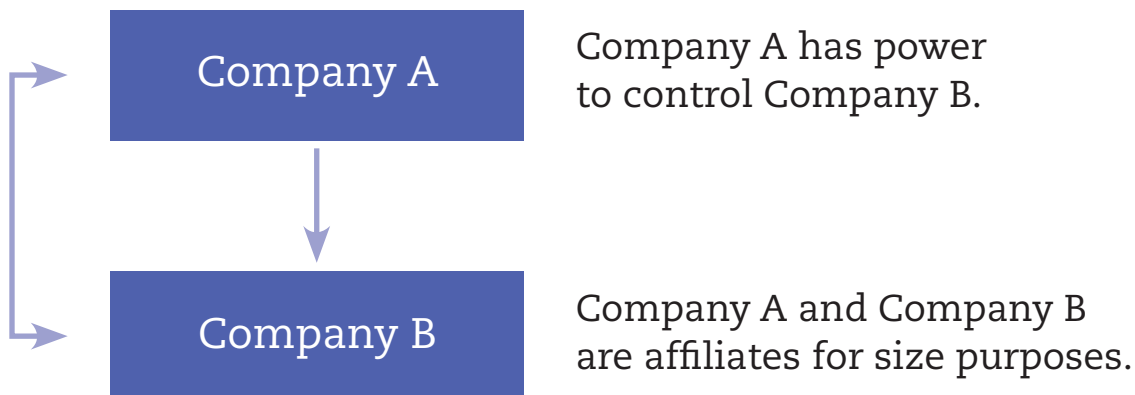 Company A
Company A has power
to control Company B.
Company B
Company A and Company B
are affiliates for size purposes.